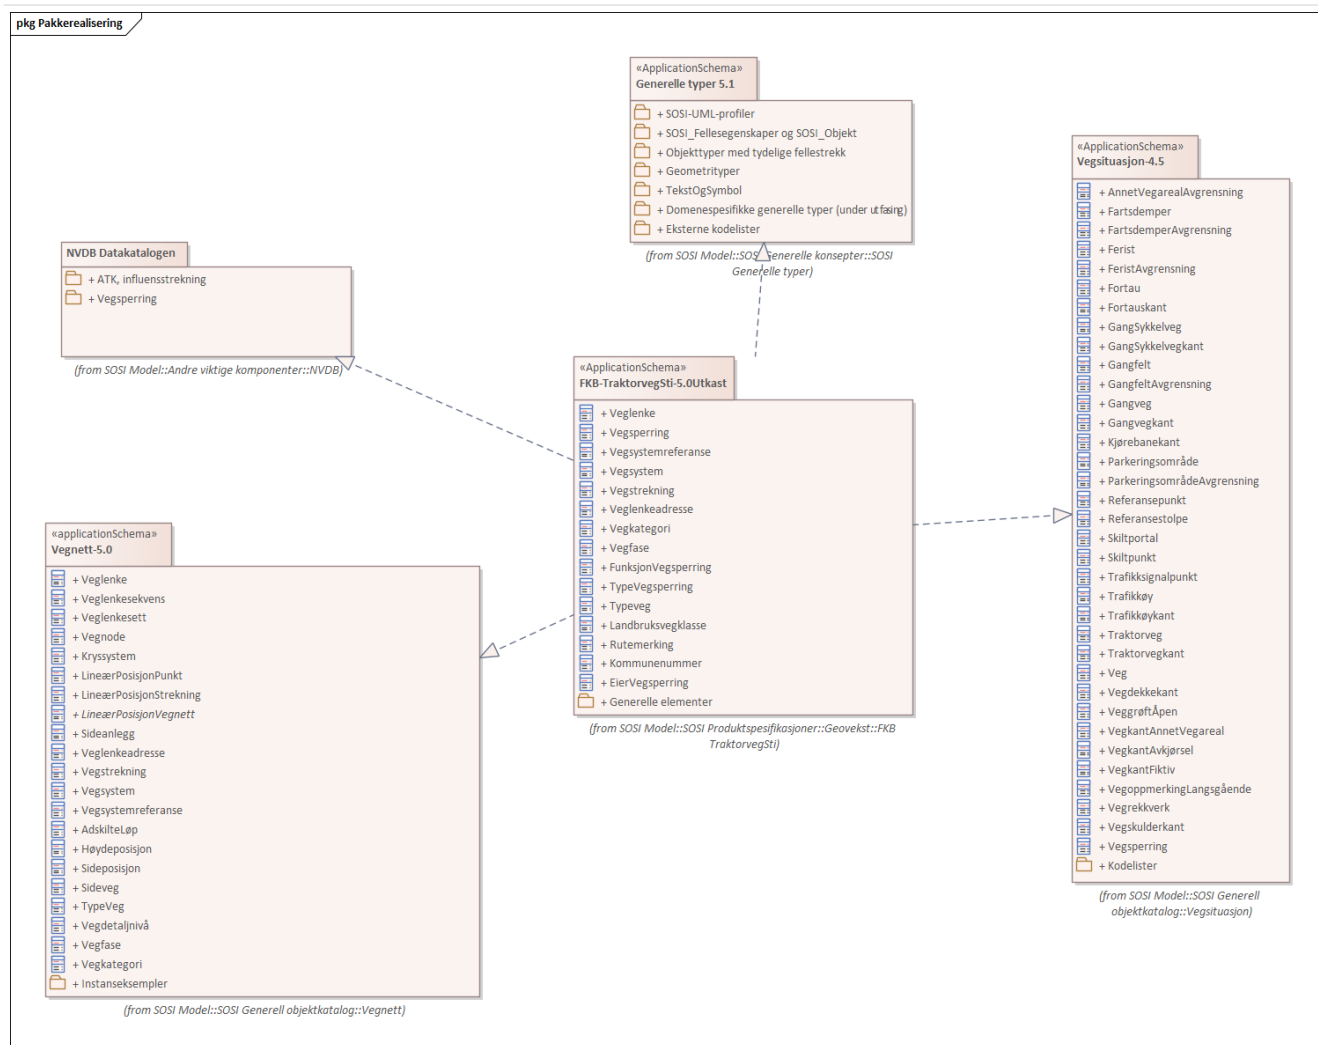 pkg Pakkerealisering
«ApplicationSchema»
Generelle typer 5.1
+ SOSI-UML-profiler
+ SOSI_Fellesegenskaper og SOSI_Objekt
+ Objekttyper med tydelige fellestrekk
+ Geometrityper
+ TekstOgSymbol
+ Domenespesifikke generelle typer (under utfasing)
+ Eksterne kodelister
(from SOSI Model::SOSI Generelle konsepter::SOSI
Generelle typer)
«ApplicationSchema»
Vegsituasjon-4.5
+ AnnetVegarealAvgrensning
+ Fartsdemper
+ FartsdemperAvgrensning
+ Ferist
+ FeristAvgrensning
+ Fortau
+ Fortauskant
+ GangSykkelveg
+ GangSykkelvegkant
+ Gangfelt
+ GangfeltAvgrensning
+ Gangveg
+ Gangvegkant
+ Kjørebanekant
+ Parkeringsområde
+ ParkeringsområdeAvgrensning
+ Referansepunkt
+ Referansestolpe
+ Skiltportal
+ Skiltpunkt
+ Trafikksignalpunkt
+ Trafikkøy
+ Trafikkøykant
+ Traktorveg
+ Traktorvegkant
+ Veg
+ Vegdekkekant
+ VeggrøftÅpen
+ VegkantAnnetVegareal
+ VegkantAvkjørsel
+ VegkantFiktiv
+ VegoppmerkingLangsgående
+ Vegrekkverk
+ Vegskulderkant
+ Vegsperring
+ Kodelister
(from SOSI Model::SOSI Generell
objektkatalog::Vegsituasjon)
NVDB Datakatalogen
+ ATK, influensstrekning
+ Vegsperring
(from SOSI Model::Andre viktige komponenter::NVDB)
«ApplicationSchema»
FKB-TraktorvegSti-5.0Utkast
+ Veglenke
+ Vegsperring
+ Vegsystemreferanse
+ Vegsystem
+ Vegstrekning
+ Veglenkeadresse
+ Vegkategori
+ Vegfase
+ FunksjonVegsperring
+ TypeVegsperring
+ Typeveg
+ Landbruksvegklasse
+ Rutemerking
+ Kommunenummer
+ EierVegsperring
+ Generelle elementer
(from SOSI Model::SOSI Produktspesifikasjoner::Geovekst::FKB
TraktorvegSti)
«applicationSchema»
Vegnett-5.0
+ Veglenke
+ Veglenkesekvens
+ Veglenkesett
+ Vegnode
+ Kryssystem
+ LineærPosisjonPunkt
+ LineærPosisjonStrekning
+ LineærPosisjonVegnett
+ Sideanlegg
+ Veglenkeadresse
+ Vegstrekning
+ Vegsystem
+ Vegsystemreferanse
+ AdskilteLøp
+ Høydeposisjon
+ Sideposisjon
+ Sideveg
+ TypeVeg
+ Vegdetaljnivå
+ Vegfase
+ Vegkategori
+ Instanseksempler
(from SOSI Model::SOSI Generell objektkatalog::Vegnett)